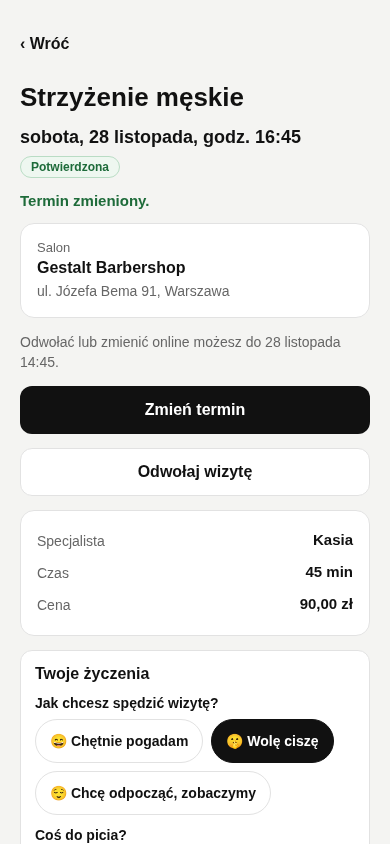 ‹ Wróć
Strzyżenie męskie
sobota, 28 listopada, godz. 16:45
Potwierdzona
Termin zmieniony.
Salon
Gestalt Barbershop
ul. Józefa Bema 91, Warszawa
Odwołać lub zmienić online możesz do 28 listopada
14:45.
Zmień termin
Odwołaj wizytę
Specjalista Kasia
Czas 45 min
Cena 90,00 zł
Twoje życzenia
Jak chcesz spędzić wizytę?
😄 Chętnie pogadam 🤫 Wolę ciszę
😌 Chcę odpocząć, zobaczymy
Coś do picia?